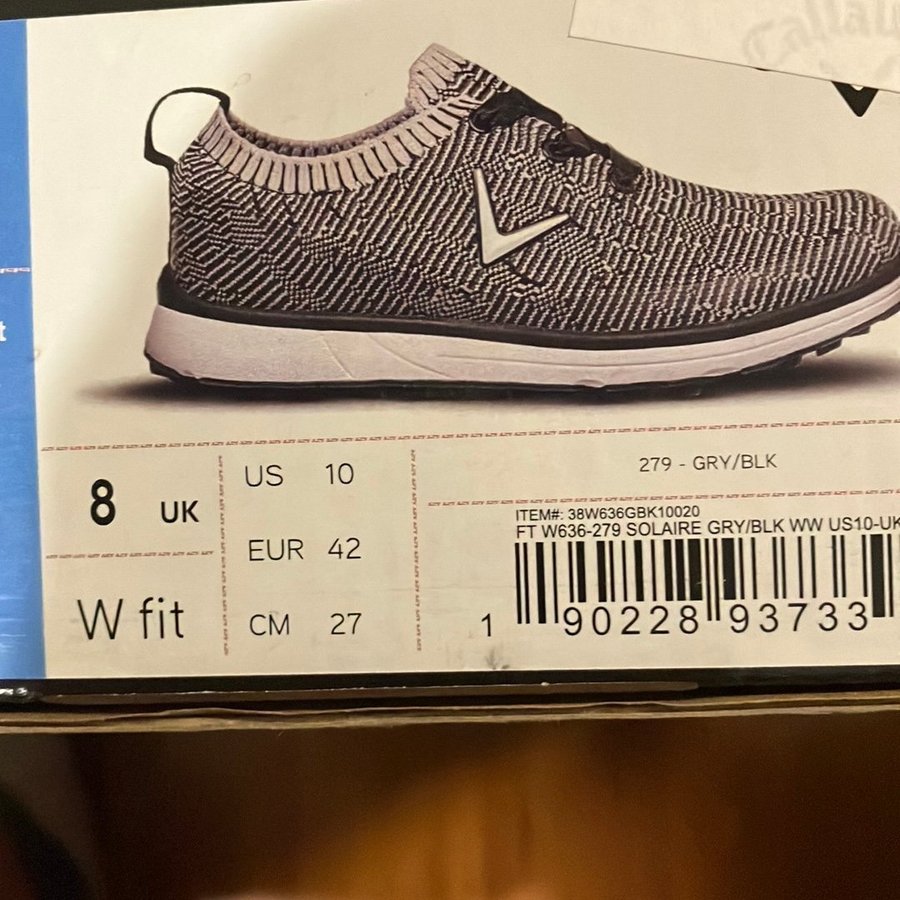 Callaw
t
8 UK
W fit
US 10
EUR 42
CM 27
279 - GRY/BLK
ITEM#: 38W636GBK10020
FT W636-279 SOLAIRE GRY/BLK WW US10-UK
1 90228 93733